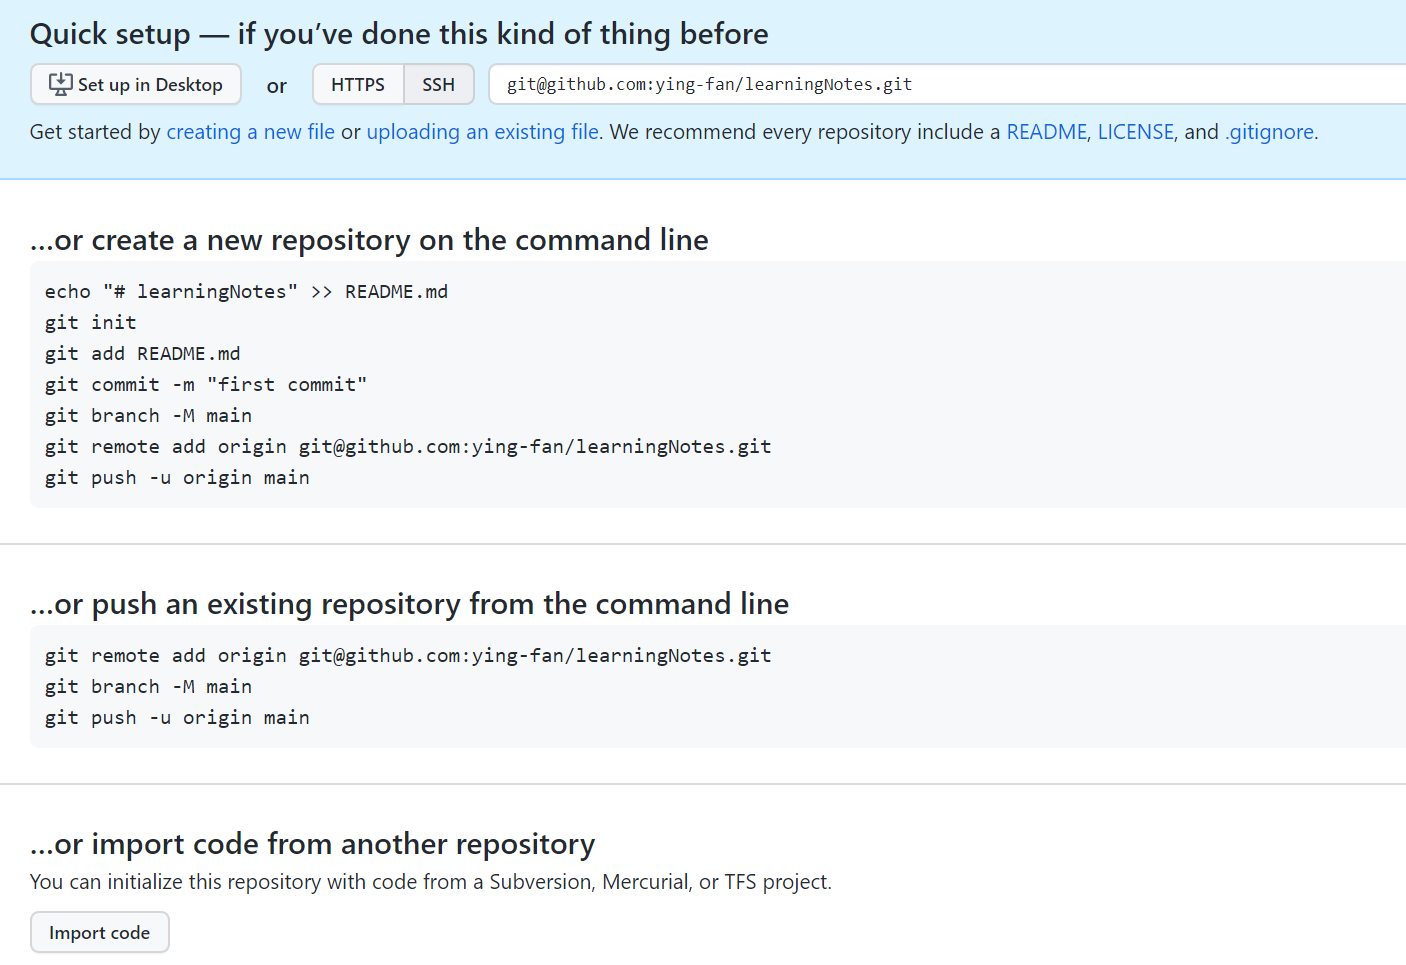 Quick setup — if you’ve done this kind of thing before
Set up in Desktop or HTTPS SSH git@github.com:ying-fan/learningNotes.git
Get started by creating a new file or uploading an existing file. We recommend every repository include a README, LICENSE, and .gitignore.
…or create a new repository on the command line
echo "# learningNotes" >> README.md
git init
git add README.md
git commit -m "first commit"
git branch -M main
git remote add origin git@github.com:ying-fan/learningNotes.git
git push -u origin main
…or push an existing repository from the command line
git remote add origin git@github.com:ying-fan/learningNotes.git
git branch -M main
git push -u origin main
…or import code from another repository
You can initialize this repository with code from a Subversion, Mercurial, or TFS project.
Import code